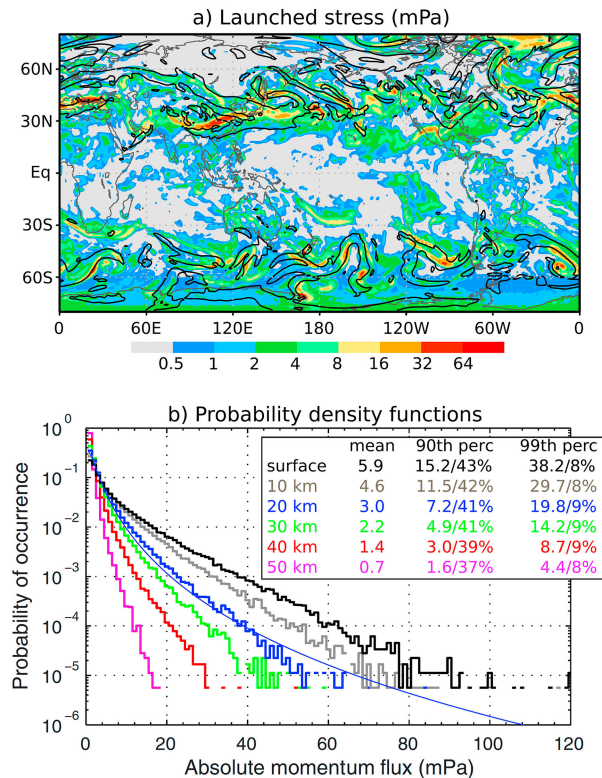 a) Launched stress (mPa)
60N
30N
Eq
30S
60S
0 60E 120E 180 120W 60W 0
0.5 1 2 4 8 16 32 64
b) Probability density functions
mean 90th perc 99th perc
surface 5.9 15.2/43% 38.2/8%
10 km 4.6 11.5/42% 29.7/8%
20 km 3.0 7.2/41% 19.8/9%
30 km 2.2 4.9/41% 14.2/9%
40 km 1.4 3.0/39% 8.7/9%
50 km 0.7 1.6/37% 4.4/8%
Probability of occurrence
10⁰
10⁻¹
10⁻²
10⁻³
10⁻⁴
10⁻⁵
10⁻⁶
0 20 40 60 80 100 120
Absolute momentum flux (mPa)